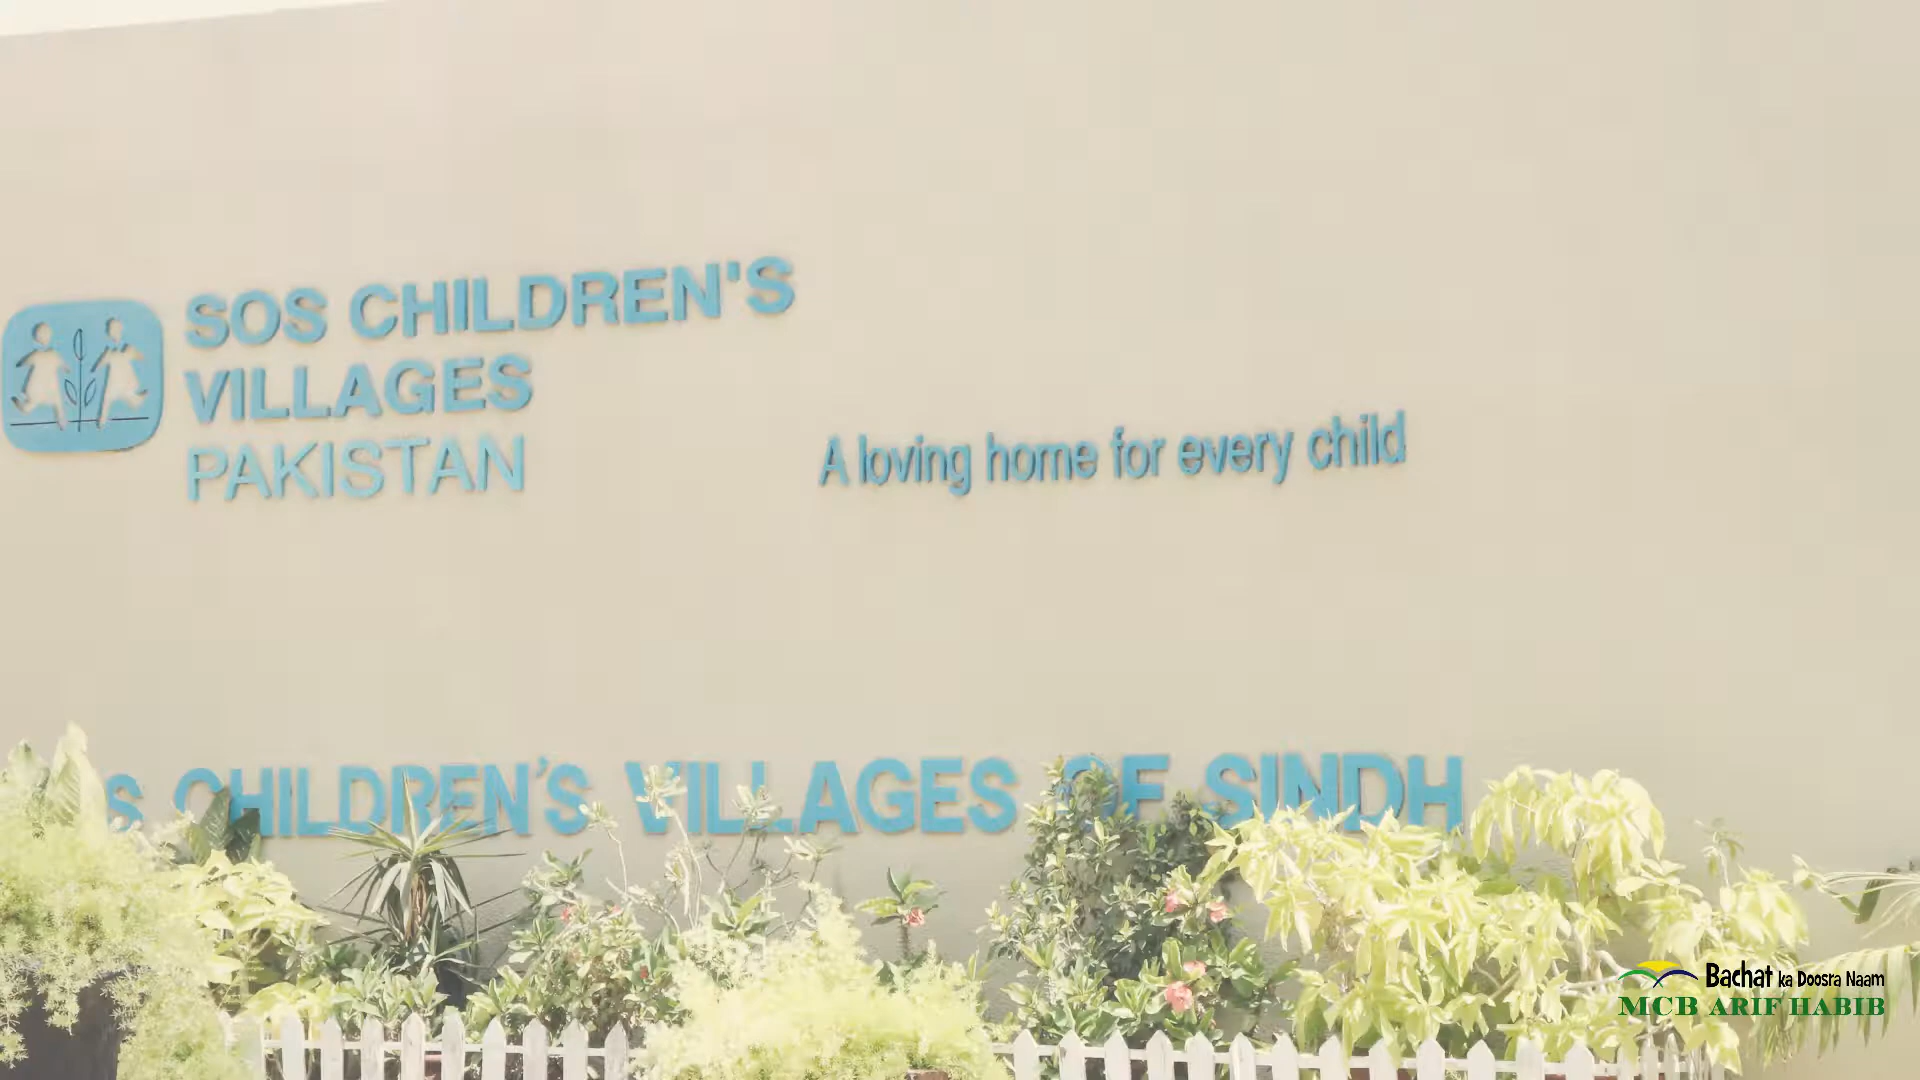 SOS CHILDREN'S
VILLAGES
PAKISTAN
A loving home for every child
S CHILDREN'S VILLAGES OF SINDH
Bachat ka Doosra Naam
MCB ARIF HABIB